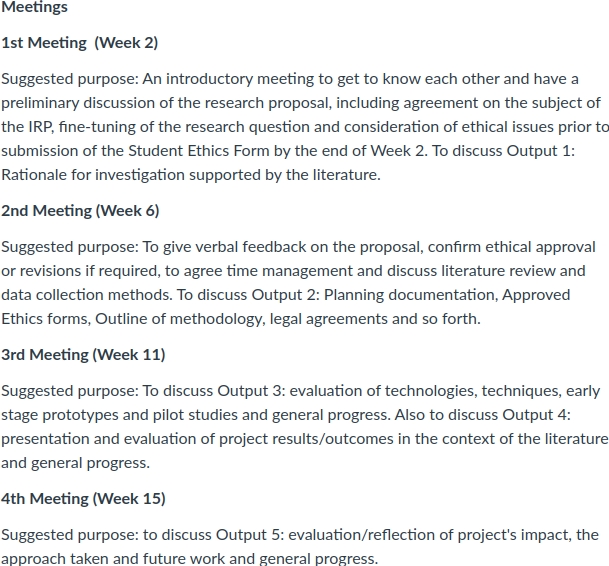 Meetings
1st Meeting  (Week 2)
Suggested purpose: An introductory meeting to get to know each other and have a
preliminary discussion of the research proposal, including agreement on the subject of
the IRP, fine-tuning of the research question and consideration of ethical issues prior to
submission of the Student Ethics Form by the end of Week 2. To discuss Output 1:
Rationale for investigation supported by the literature.
2nd Meeting (Week 6)
Suggested purpose: To give verbal feedback on the proposal, confirm ethical approval
or revisions if required, to agree time management and discuss literature review and
data collection methods. To discuss Output 2: Planning documentation, Approved
Ethics forms, Outline of methodology, legal agreements and so forth.
3rd Meeting (Week 11)
Suggested purpose: To discuss Output 3: evaluation of technologies, techniques, early
stage prototypes and pilot studies and general progress. Also to discuss Output 4:
presentation and evaluation of project results/outcomes in the context of the literature
and general progress.
4th Meeting (Week 15)
Suggested purpose: to discuss Output 5: evaluation/reflection of project's impact, the
approach taken and future work and general progress.